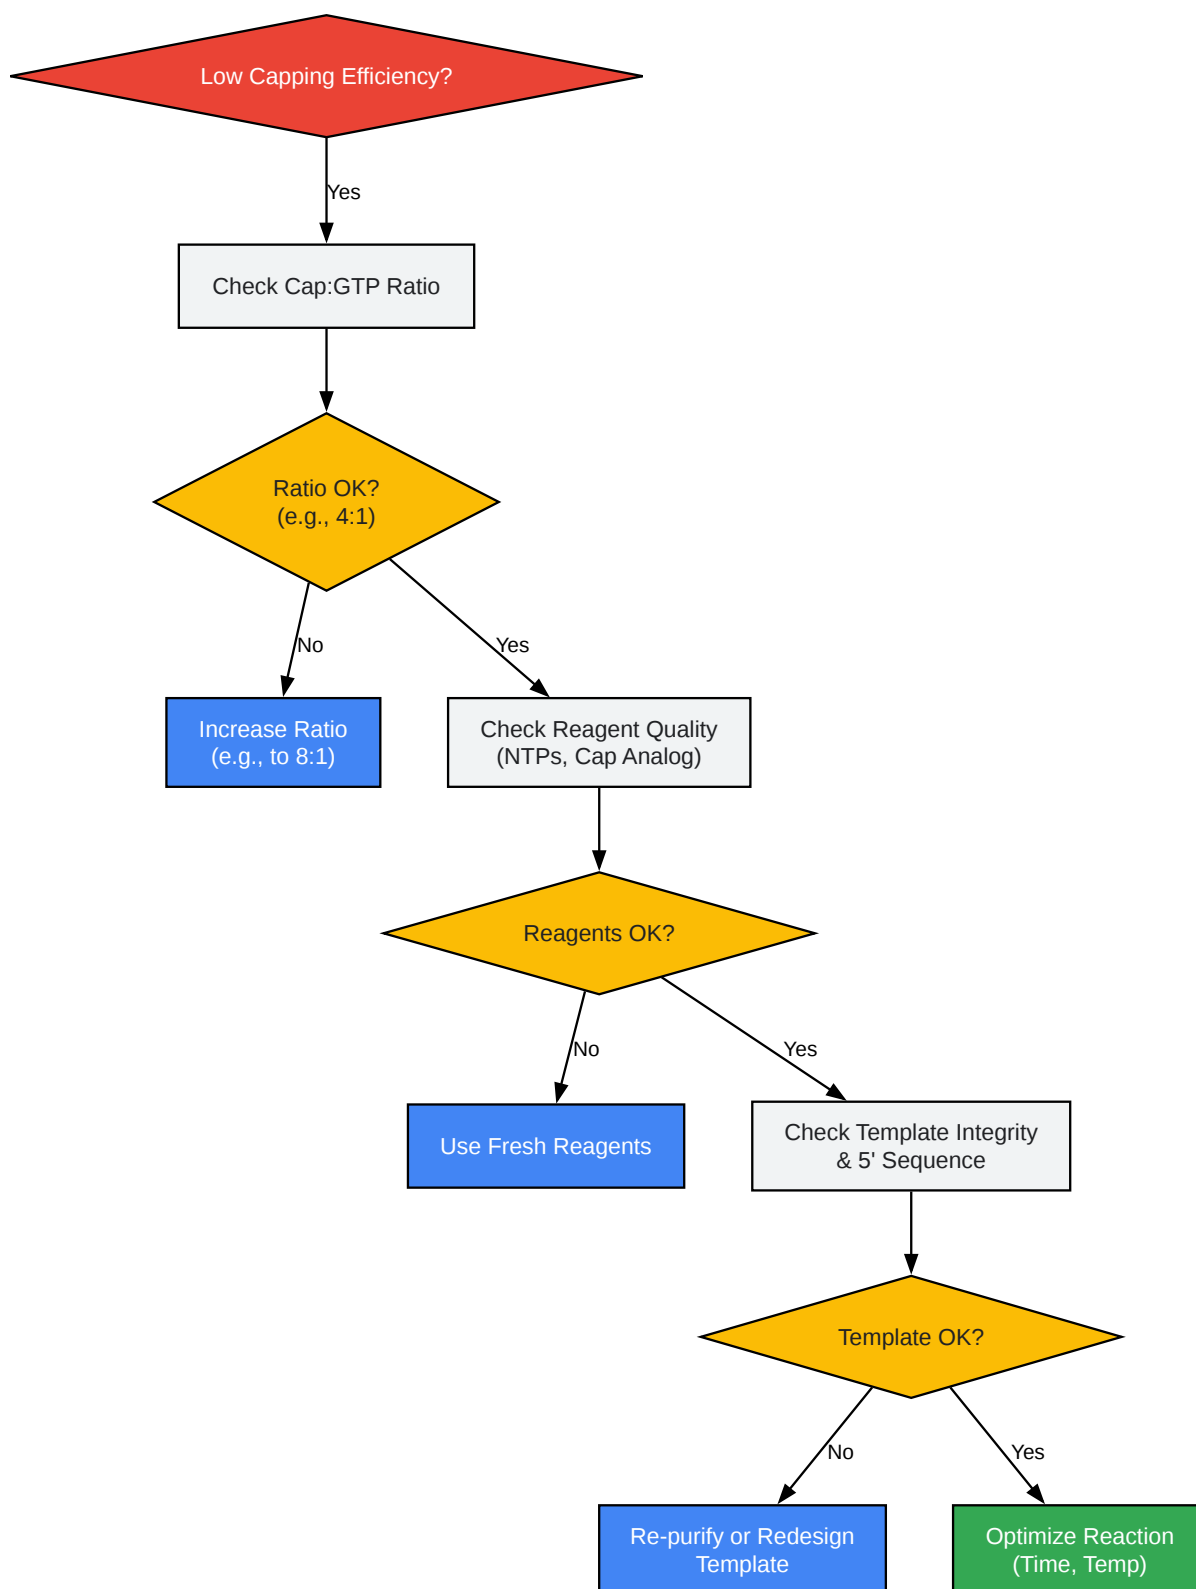 Low Capping Efficiency?
Yes
Check Cap:GTP Ratio
Ratio OK?
(e.g., 4:1)
No
Yes
Increase Ratio
(e.g., to 8:1)
Check Reagent Quality
(NTPs, Cap Analog)
Reagents OK?
No
Yes
Use Fresh Reagents
Check Template Integrity
& 5' Sequence
Template OK?
No
Yes
Re-purify or Redesign
Template
Optimize Reaction
(Time, Temp)